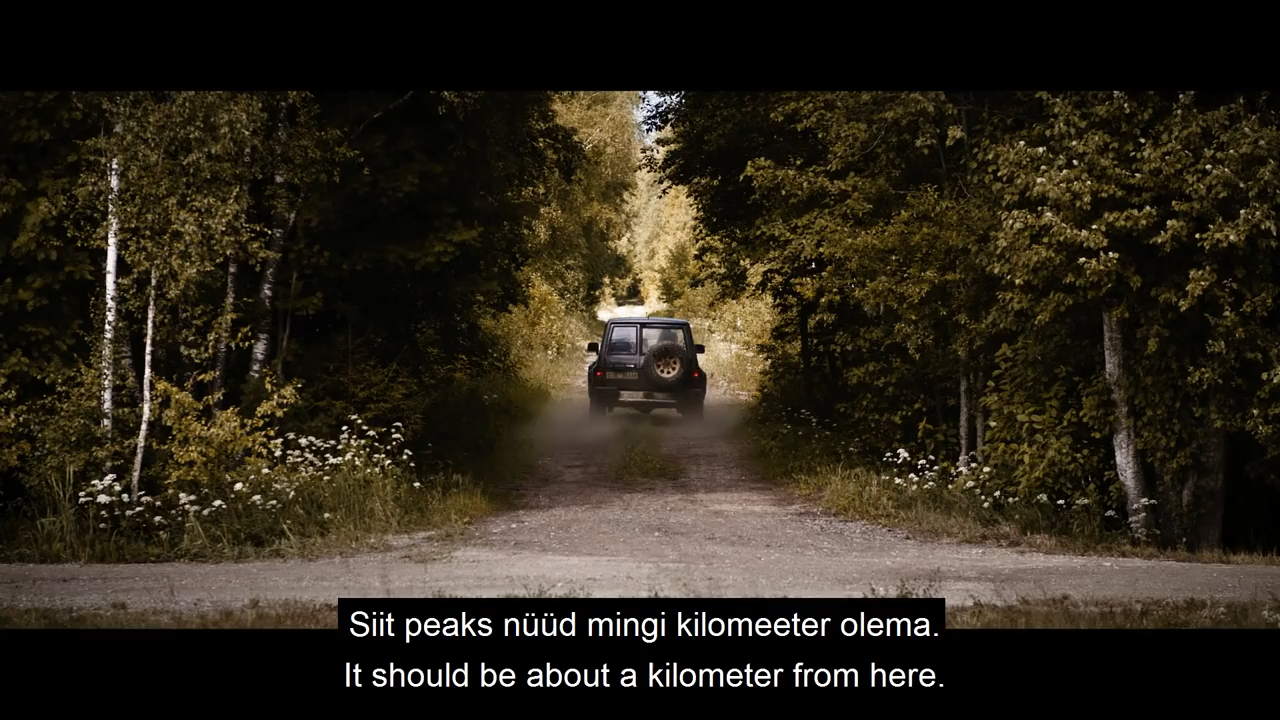 Siit peaks nüüd mingi kilomeeter olema.
It should be about a kilometer from here.